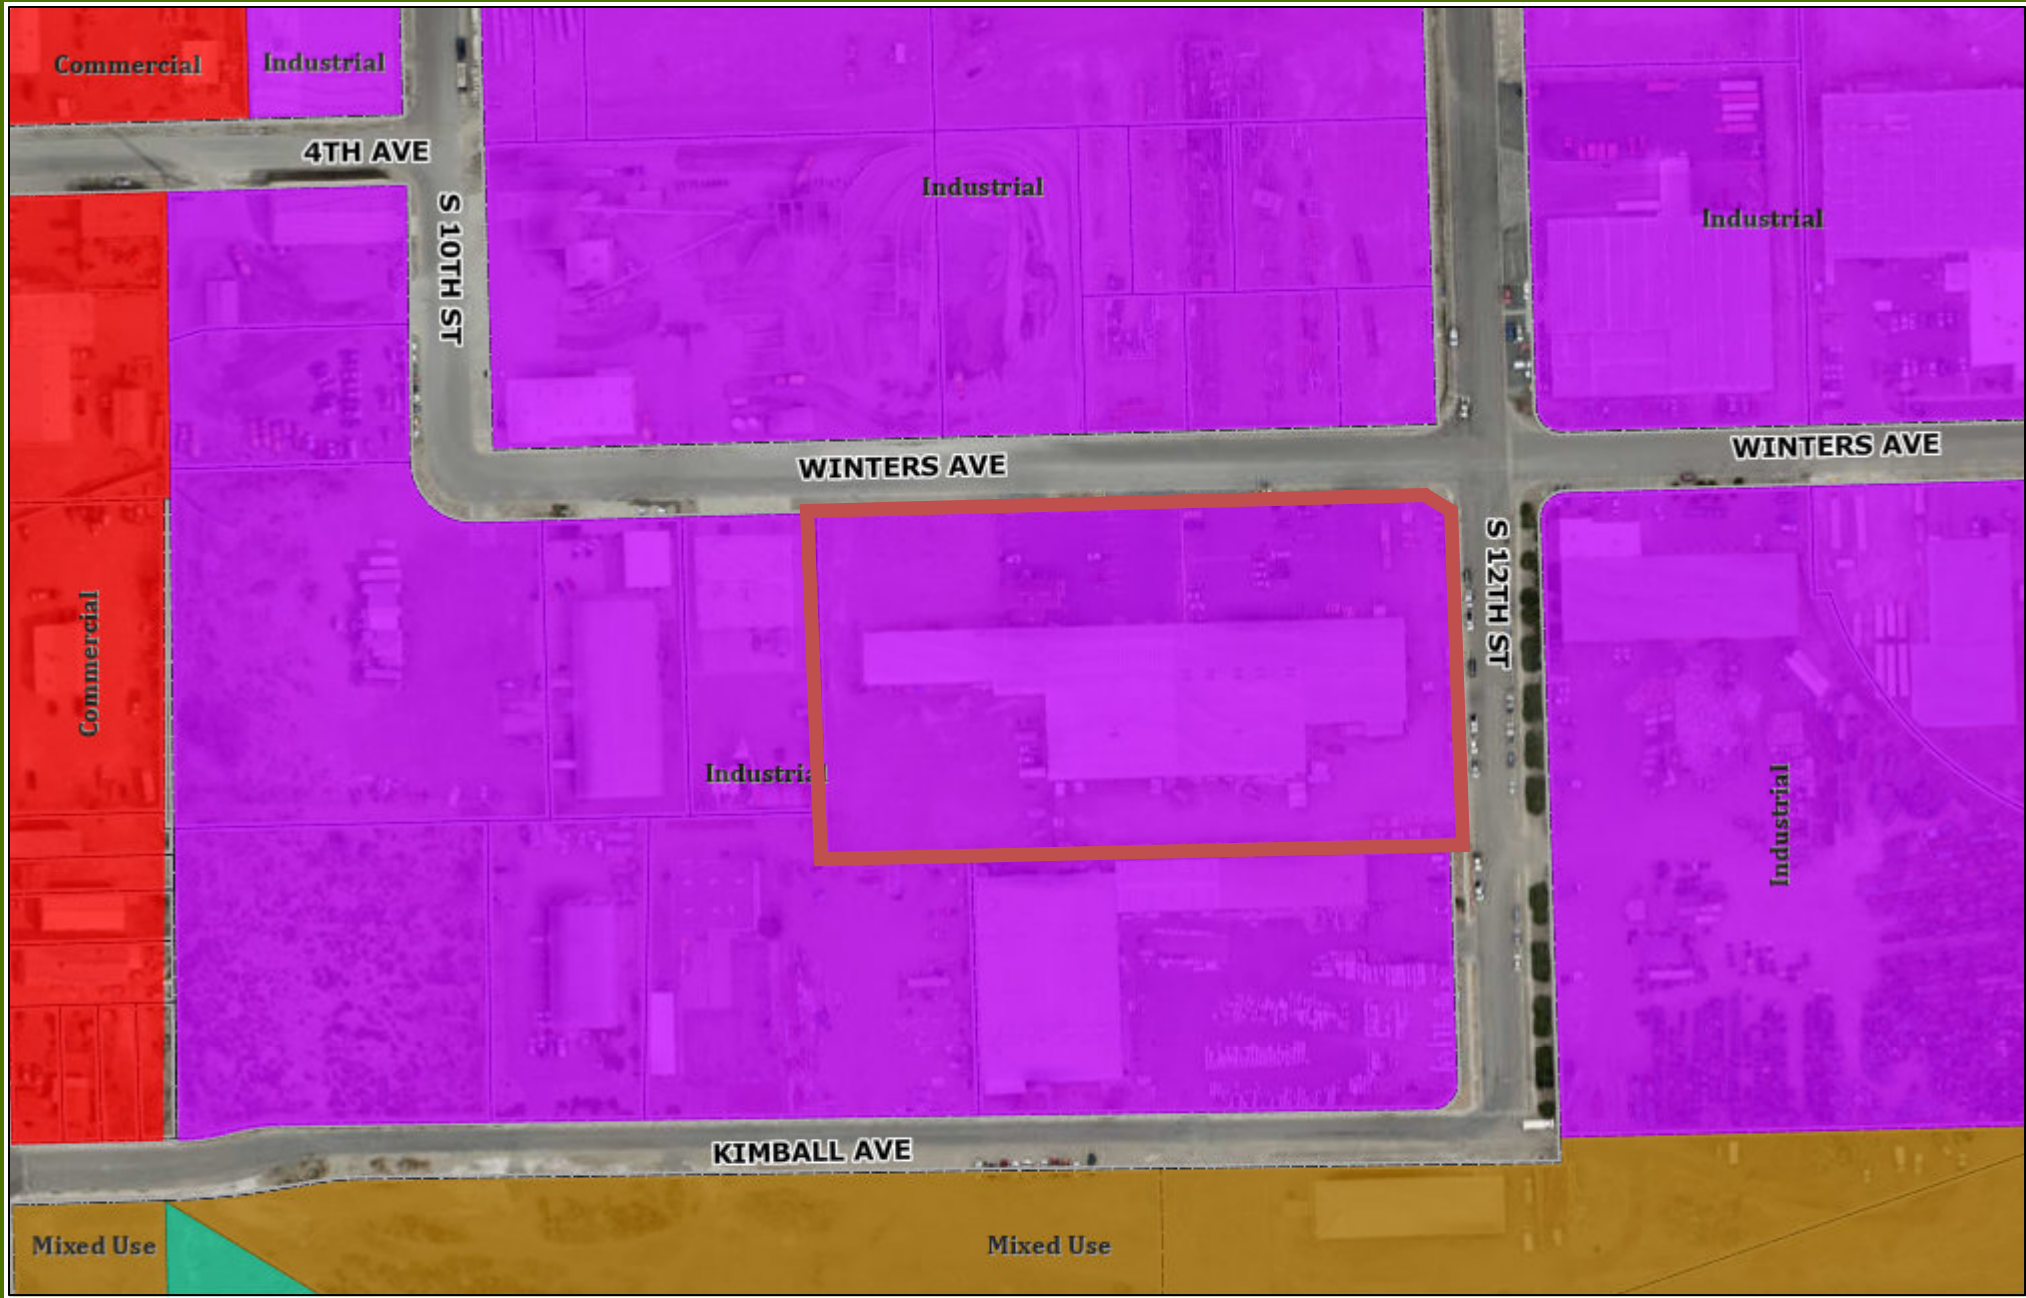 Commercial
Industrial
4TH AVE
S 10TH ST
Industrial
Industrial
WINTERS AVE
WINTERS AVE
S 12TH ST
Commercial
Industrial
Industrial
KIMBALL AVE
Mixed Use
Mixed Use